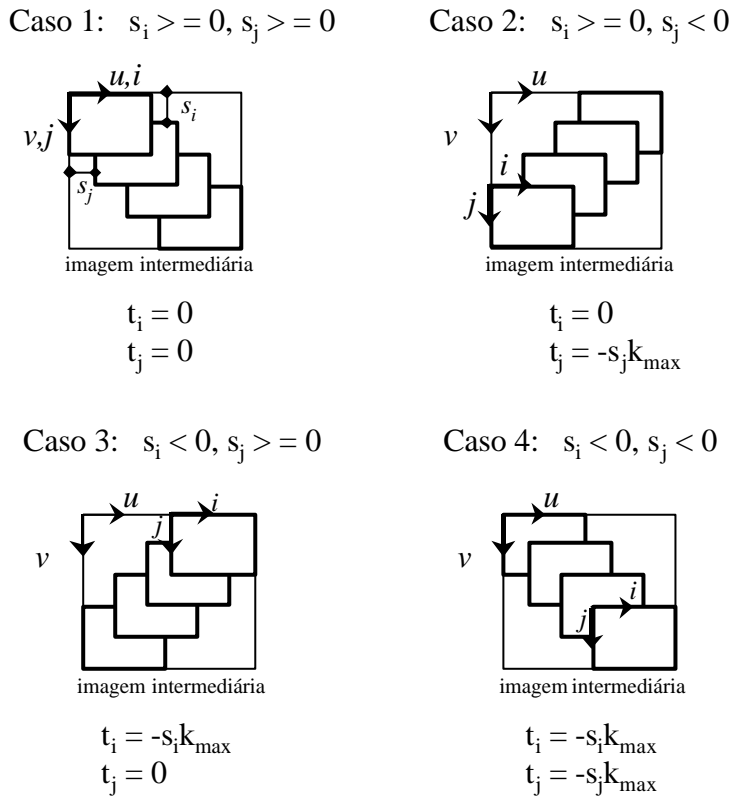 Caso 1: s_i > = 0, s_j > = 0
u,i
s_i
v,j
s_j
imagem intermediária
t_i = 0
t_j = 0
Caso 2: s_i > = 0, s_j < 0
u
v
i
j
imagem intermediária
t_i = 0
t_j = -s_jk_max
Caso 3: s_i < 0, s_j > = 0
u
i
j
v
imagem intermediária
t_i = -s_ik_max
t_j = 0
Caso 4: s_i < 0, s_j < 0
u
v
i
j
imagem intermediária
t_i = -s_ik_max
t_j = -s_jk_max